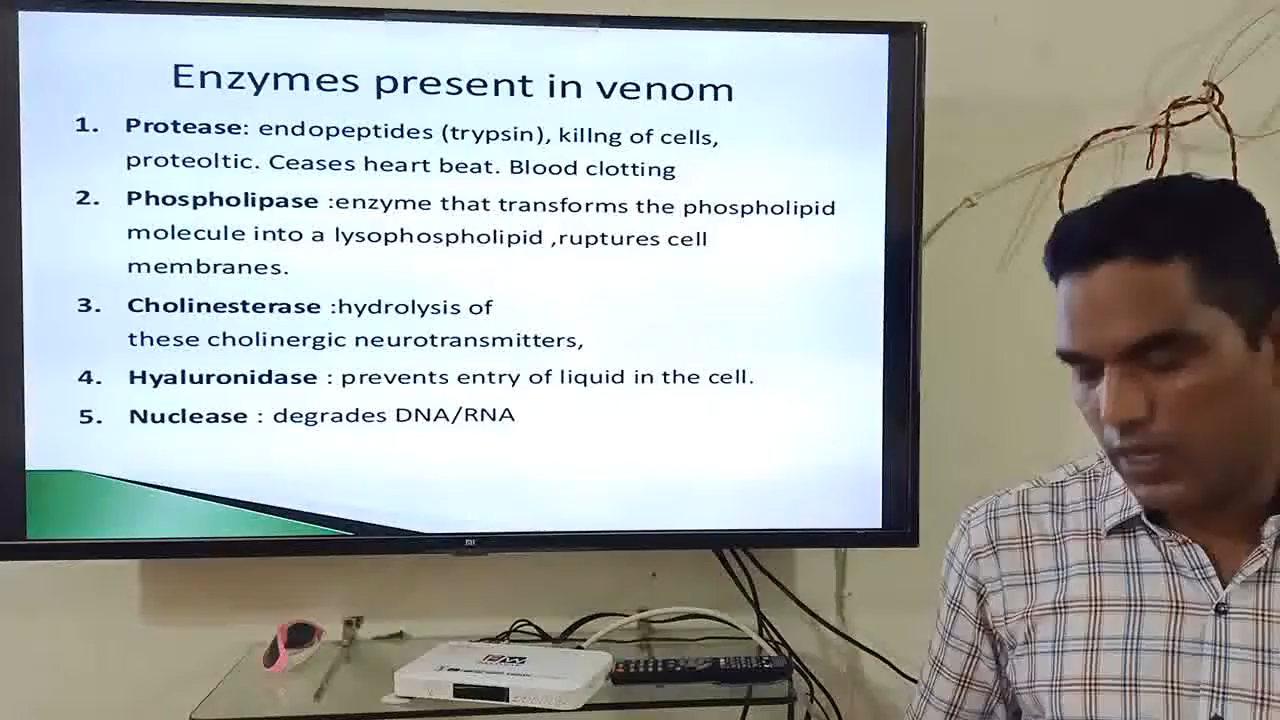 Enzymes present in venom
1. Protease: endopeptides (trypsin), killng of cells,
proteoltic. Ceases heart beat. Blood clotting
2. Phospholipase :enzyme that transforms the phospholipid
molecule into a lysophospholipid ,ruptures cell
membranes.
3. Cholinesterase :hydrolysis of
these cholinergic neurotransmitters,
4. Hyaluronidase : prevents entry of liquid in the cell.
5. Nuclease : degrades DNA/RNA
mi